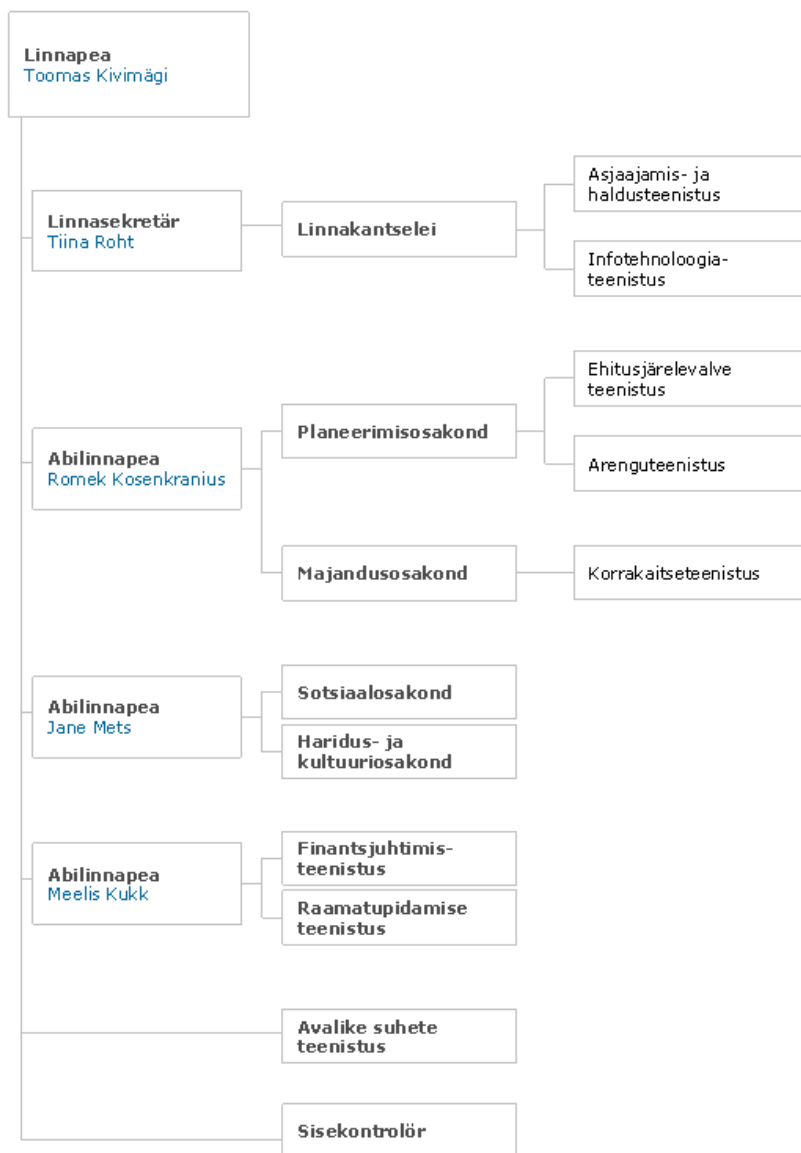 Linnapea
Toomas Kivimägi
Linnasekretär
Tiina Roht
Linnakantselei
Asjaajamis- ja
haldusteenistus
Infotehnoloogia-
teenistus
Abilinnapea
Romek Kosenkranius
Planeerimisosakond
Ehitusjärelevalve
teenistus
Arenguteenistus
Majandusosakond
Korrakaitseteenistus
Abilinnapea
Jane Mets
Sotsiaalosakond
Haridus- ja
kultuuriosakond
Abilinnapea
Meelis Kukk
Finantsjuhtimis-
teenistus
Raamatupidamise
teenistus
Avalike suhete
teenistus
Sisekontrolör